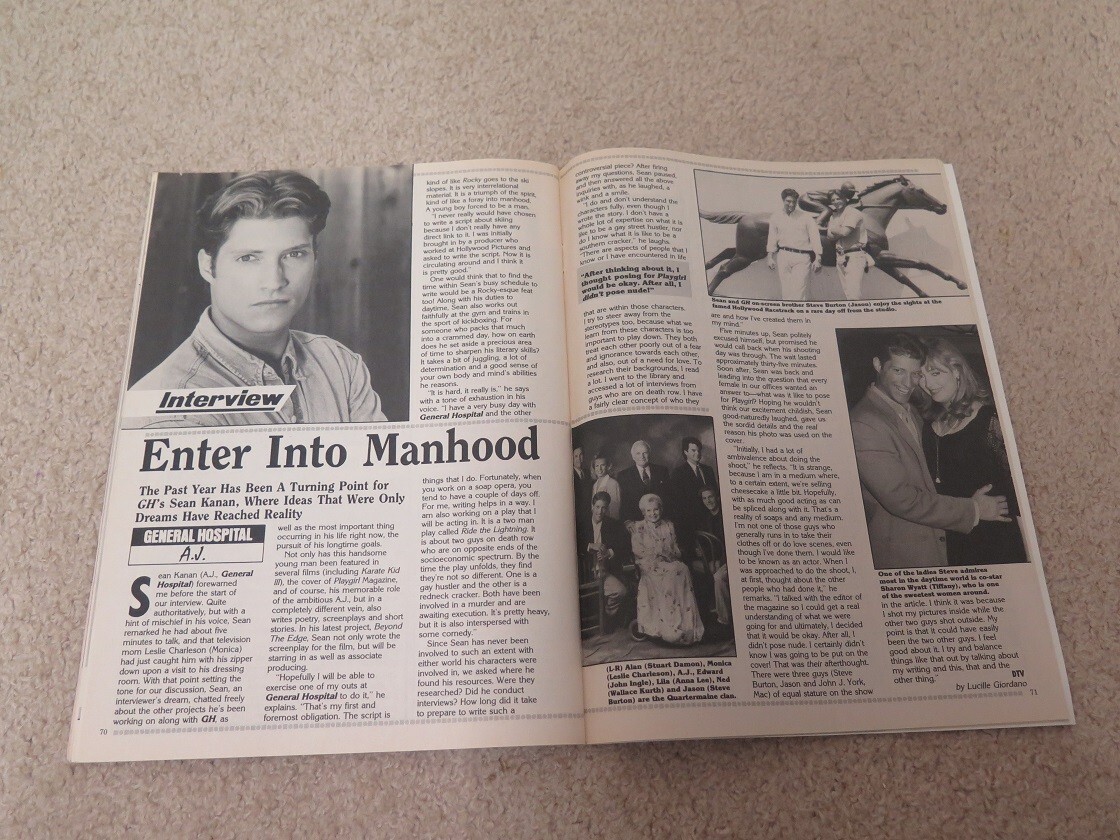 Interview
Enter Into Manhood
The Past Year Has Been A Turning Point for
GH's Sean Kanan, Where Ideas That Were Only
Dreams Have Reached Reality
GENERAL HOSPITAL
A.J.
Sean Kanan (A.J., General
Hospital) forewarned
me before the start of
our interview. Quite
authoritatively, but with a
hint of mischief in his voice, Sean
remarked he had about five
minutes to talk, and that television
mom Leslie Charleson (Monica)
had just caught him with his zipper
down upon a visit to his dressing
room. With that point setting the
tone for our discussion, Sean, an
interviewer's dream, chatted freely
about the other projects he's been
working on along with GH, as
well as the most important thing
occurring in his life right now, the
pursuit of his longtime goals.
Not only has this handsome
young man been featured in
several films (including Karate Kid
III), the cover of Playgirl Magazine,
and of course, his memorable role
of the ambitious A.J., but in a
completely different vein, also
writes poetry, screenplays and short
stories. In his latest project, Beyond
The Edge, Sean not only wrote the
screenplay for the film, but will be
starring in as well as associate
producing.
"Hopefully I will be able to
exercise one of my outs at
General Hospital to do it," he
explains. "That's my first and
foremost obligation. The script is
kind of like Rocky goes to the ski
slopes. It is very interrelational
material. It is a triumph of the spirit,
kind of like a foray into manhood.
A young boy forced to be a man.
"I never really would have chosen
to write a script about skiing
because I don't really have any
direct link to it. I was initially
brought in by a producer who
worked at Hollywood Pictures and
asked to write the script. Now it is
circulating around and I think it
is pretty good."
One would think that to find the
time within Sean's busy schedule to
write would be a Rocky-esque feat
too! Along with his duties to
daytime, Sean also works out
faithfully at the gym and trains in
the sport of kickboxing. For
someone who packs that much
into a crammed day, how on earth
does he set aside a precious area
of time to sharpen his literary skills?
It takes a bit of juggling, a lot of
determination and a good sense of
your own body and mind's abilities
he reasons.
"It is hard, it really is," he says
with a tone of exhaustion in his
voice. "I have a very busy day with
General Hospital and the other
things that I do. Fortunately, when
you work on a soap opera, you
tend to have a couple of days off.
For me, writing helps in a way. I
am also working on a play that I
will be acting in. It is a two man
play called Ride the Lightning. It
is about two guys on death row
who are on opposite ends of the
socioeconomic spectrum. By the
time the play unfolds, they find
they're not so different. One is a
gay hustler and the other is a
redneck cracker. Both have been
involved in a murder and are
awaiting execution. It's pretty heavy,
but it is also interspersed with
some comedy."
Since Sean has never been
involved to such an extent with
either world his characters were
involved in, we asked where he
found his resources. Were they
researched? Did he conduct
interviews? How long did it take
to prepare to write such a
70
controversial piece? After firing
away my questions, Sean paused,
and then answered all the above
inquiries with, as he laughed, a
wink and a smile.
"I do and don't understand the
characters fully, even though I
wrote the story. I don't have a
whole lot of expertise on what it is
like to be a gay street hustler, nor
do I know what it is like to be a
southern cracker," he laughs.
"There are aspects of people that I
know or I have encountered in life
"After thinking about it, I
thought posing for Playgirl
would be okay. After all, I
didn't pose nude!"
that are within those characters.
I try to steer away from the
stereotypes too, because what we
learn from these characters is too
important to play down. They both
treat each other poorly out of a fear
and ignorance towards each other,
and also, out of a need for love. To
research their backgrounds, I read
a lot. I went to the library and
accessed a lot of interviews from
guys who are on death row. I have
a fairly clear concept of who they
(L-R) Alan (Stuart Damon), Monica
(Leslie Charleson), A.J., Edward
(John Ingle), Lila (Anna Lee), Ned
(Wallace Kurth) and Jason (Steve
Burton) are the Quartermaine clan.
Sean and GH on-screen brother Steve Burton (Jason) enjoy the sights at the
famed Hollywood Racetrack on a rare day off from the studio.
are and how I've created them in
my mind."
Five minutes up, Sean politely
excused himself, but promised he
would call back when his shooting
day was through. The wait lasted
approximately thirty-five minutes.
Soon after, Sean was back and
leading into the question that every
female in our offices wanted an
answer to—what was it like to pose
for Playgirl? Hoping he wouldn't
think our excitement childish, Sean
good-naturedly laughed, gave us
the sordid details and the real
reason his photo was used on the
cover.
"Initially, I had a lot of
ambivalence about doing the
shoot," he reflects. "It is strange,
because I am in a medium where,
to a certain extent, we're selling
cheesecake a little bit. Hopefully,
with as much good acting as can
be spliced along with it. That's a
reality of soaps and any medium.
I'm not one of those guys who
generally runs in to take their
clothes off or do love scenes, even
though I've done them. I would like
to be known as an actor. When I
was approached to do the shoot, I,
at first, thought about the other
people who had done it," he
remarks. "I talked with the editor of
the magazine so I could get a real
understanding of what we were
going for and ultimately, I decided
that it would be okay. After all, I
didn't pose nude. I certainly didn't
know I was going to be put on the
cover! That was their afterthought.
There were three guys (Steve
Burton, Jason and John J. York,
Mac) of equal stature on the show
One of the ladies Steve admires
most in the daytime world is co-star
Sharon Wyatt (Tiffany), who is one
of the sweetest women around.
in the article. I think it was because
I shot my pictures inside while the
other two guys shot outside. My
point is that it could have easily
been the two other guys. I feel
good about it. I try and balance
things like that out by talking about
my writing and this, that and the
other thing."
DTV
by Lucille Giordano
71